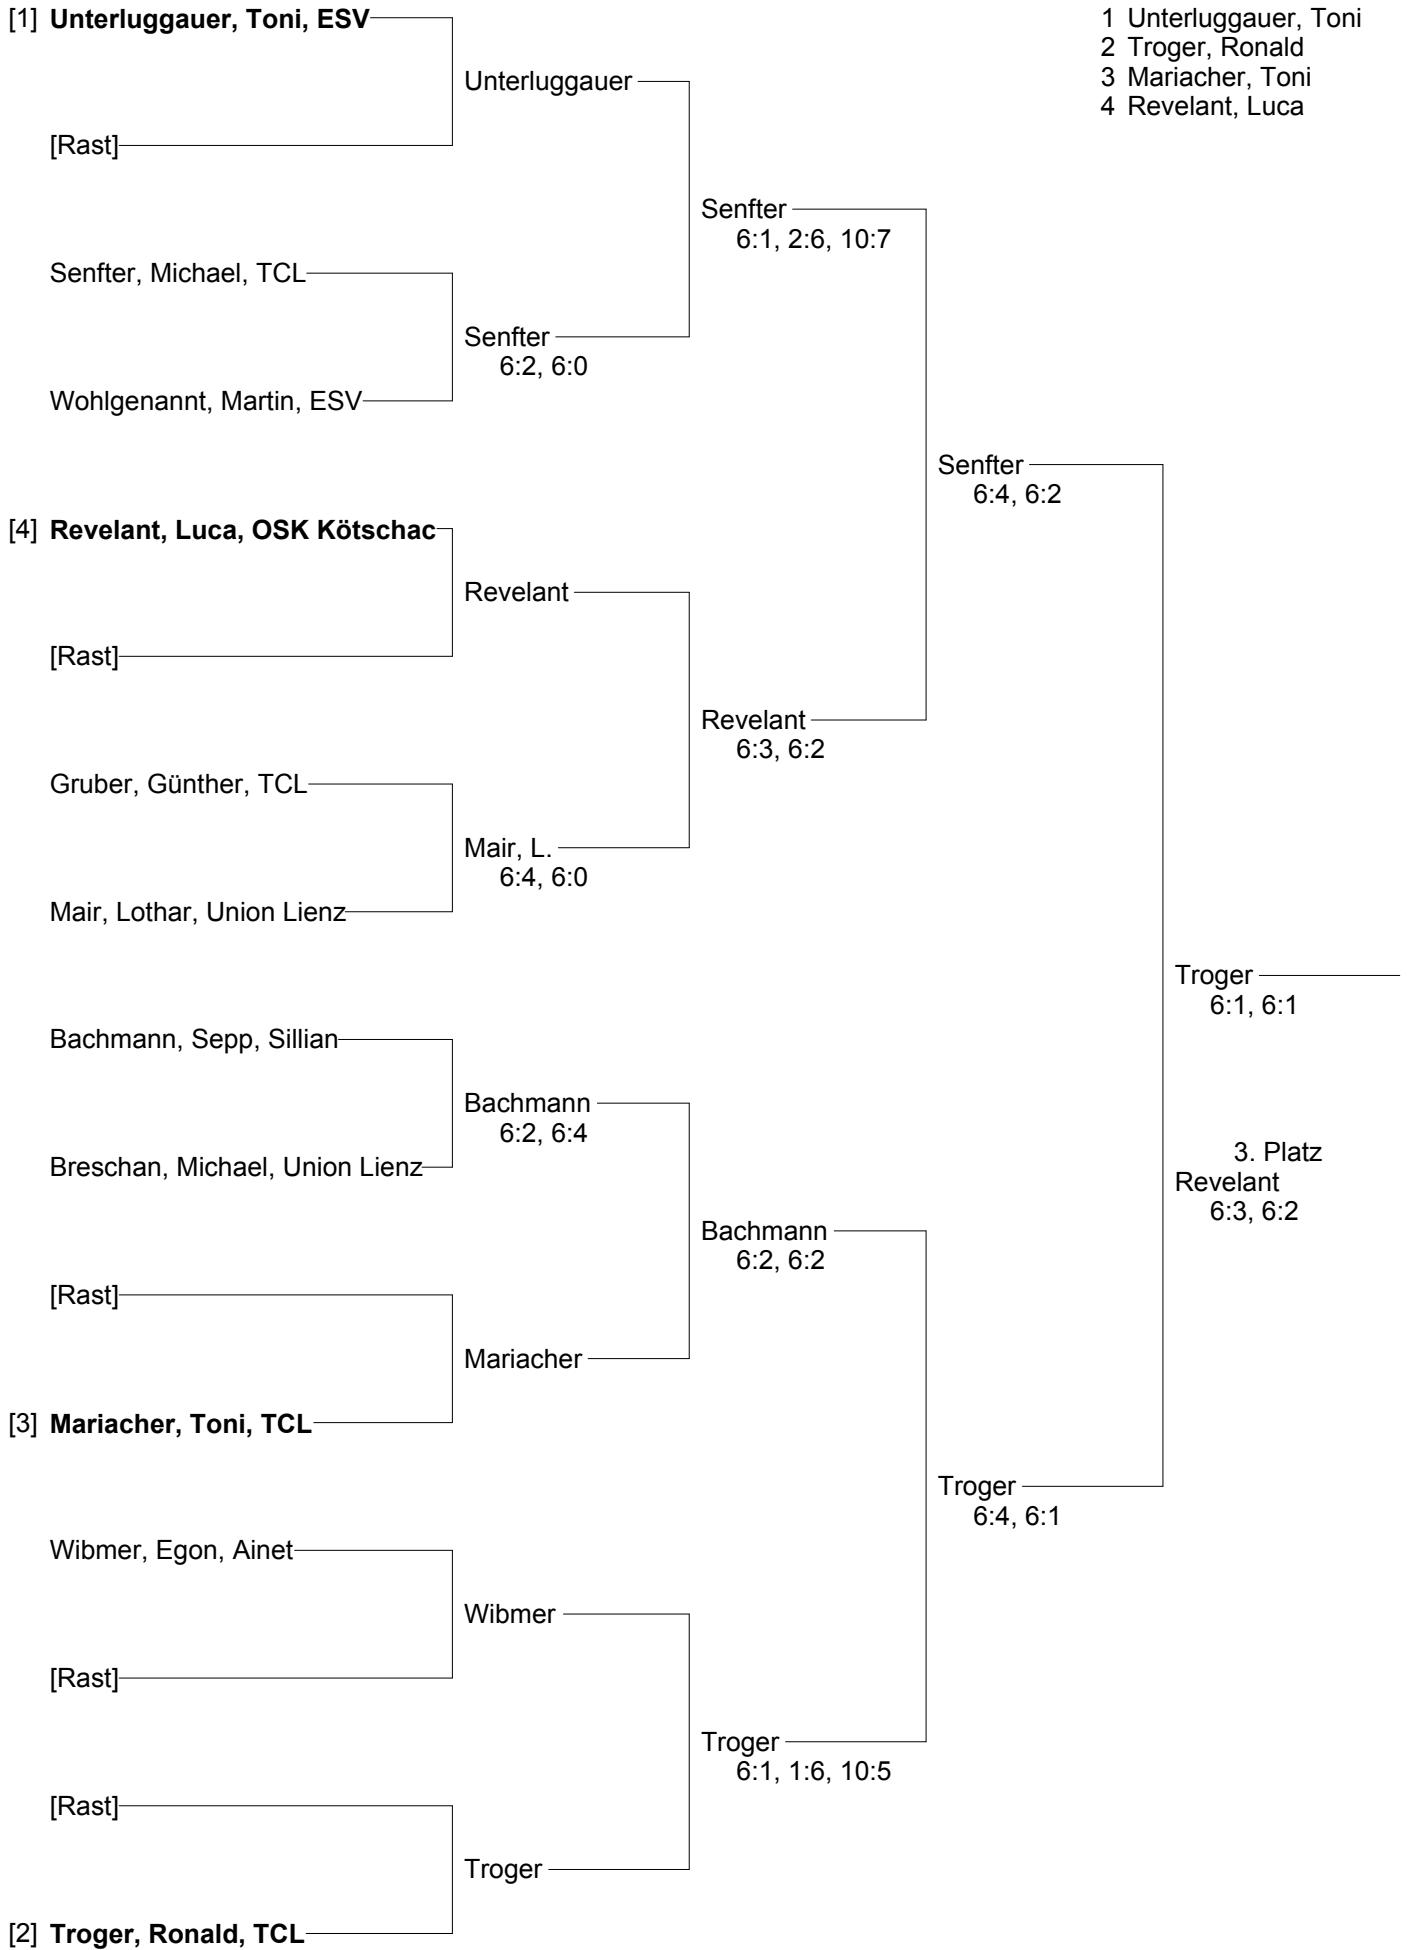 [1] Unterluggauer, Toni, ESV
[Rast]
Senfter, Michael, TCL
Wohlgenannt, Martin, ESV
[4] Revelant, Luca, OSK Kötschac
[Rast]
Gruber, Günther, TCL
Mair, Lothar, Union Lienz
Bachmann, Sepp, Sillian
Breschan, Michael, Union Lienz
[Rast]
[3] Mariacher, Toni, TCL
Wibmer, Egon, Ainet
[Rast]
[Rast]
[2] Troger, Ronald, TCL
Unterluggauer
Senfter
6:2, 6:0
Revelant
Mair, L.
6:4, 6:0
Bachmann
6:2, 6:4
Mariacher
Wibmer
Troger
Senfter
6:1, 2:6, 10:7
Revelant
6:3, 6:2
Bachmann
6:2, 6:2
Troger
6:1, 1:6, 10:5
Senfter
6:4, 6:2
Troger
6:4, 6:1
Troger
6:1, 6:1
3. Platz
Revelant
6:3, 6:2
1 Unterluggauer, Toni
2 Troger, Ronald
3 Mariacher, Toni
4 Revelant, Luca